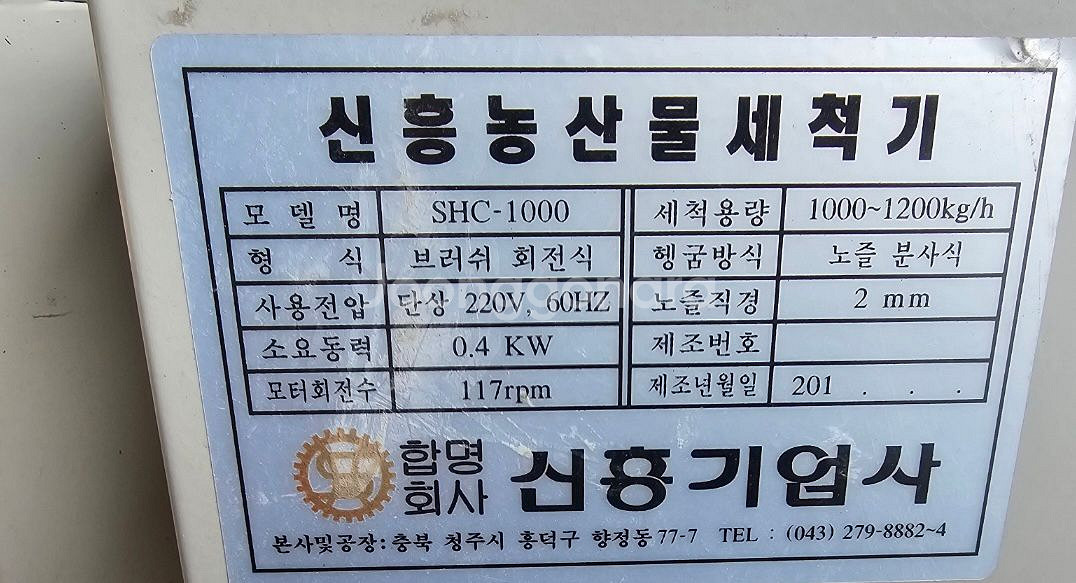 신흥농산물세척기
모 델 명 SHC-1000 세척용량 1000~1200kg/h
형 식 브러쉬 회전식 헹굼방식 노즐 분사식
사용전압 단상 220V, 60HZ 노즐직경 2 mm
소요동력 0.4 KW 제조번호
모터회전수 117rpm 제조년월일 201 . . .
합명회사 신흥기업사
본사및공장:충북 청주시 흥덕구 향정동 77-7 TEL : (043) 279-8882~4